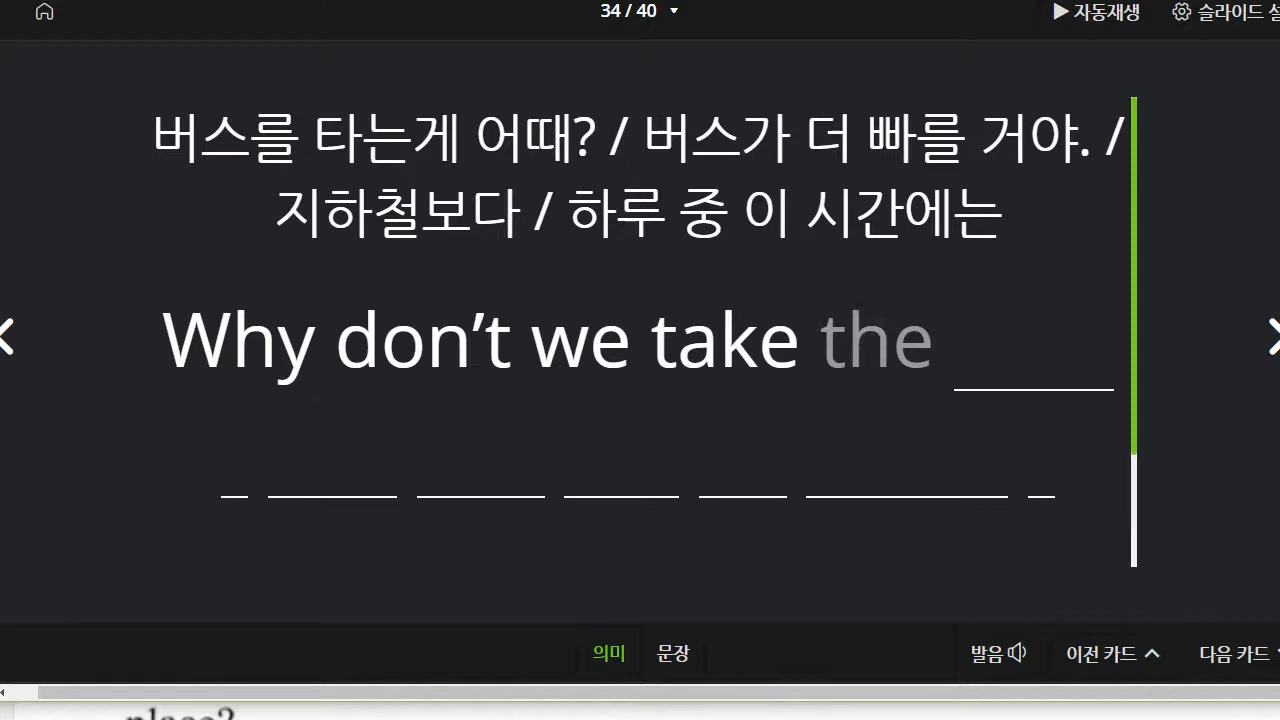 34 / 40
자동재생
슬라이드 설
버스를 타는게 어때? / 버스가 더 빠를 거야. /
지하철보다 / 하루 중 이 시간에는
Why don’t we take the
의미
문장
발음
이전 카드
다음 카드
place?